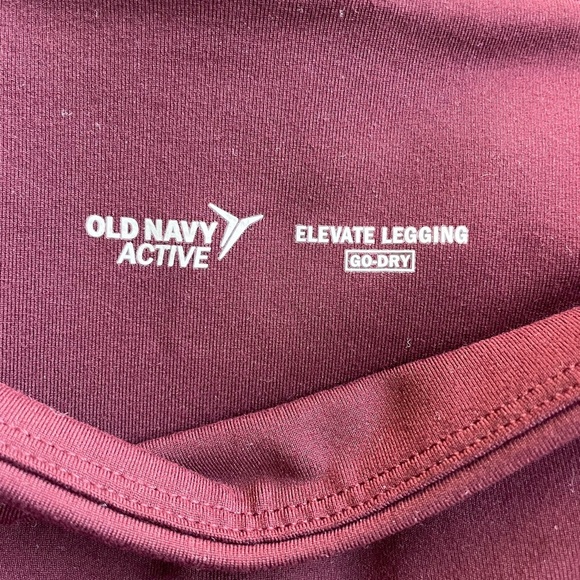 OLD NAVY
ACTIVE
ELEVATE LEGGING
GO-DRY